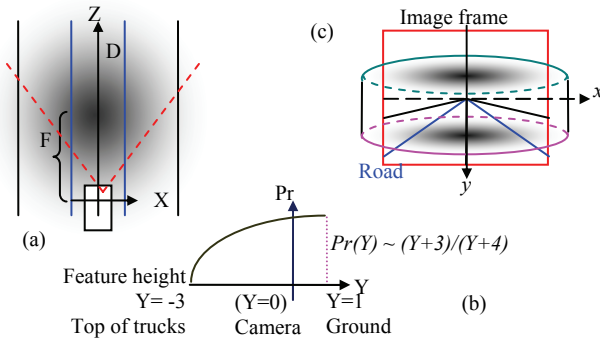 Z
D
F
X
(a)
(c)
Image frame
x
Road
y
Pr
Pr(Y) ~ (Y+3)/(Y+4)
Feature height
Y
Y= -3
(Y=0)
Y=1
(b)
Top of trucks
Camera
Ground